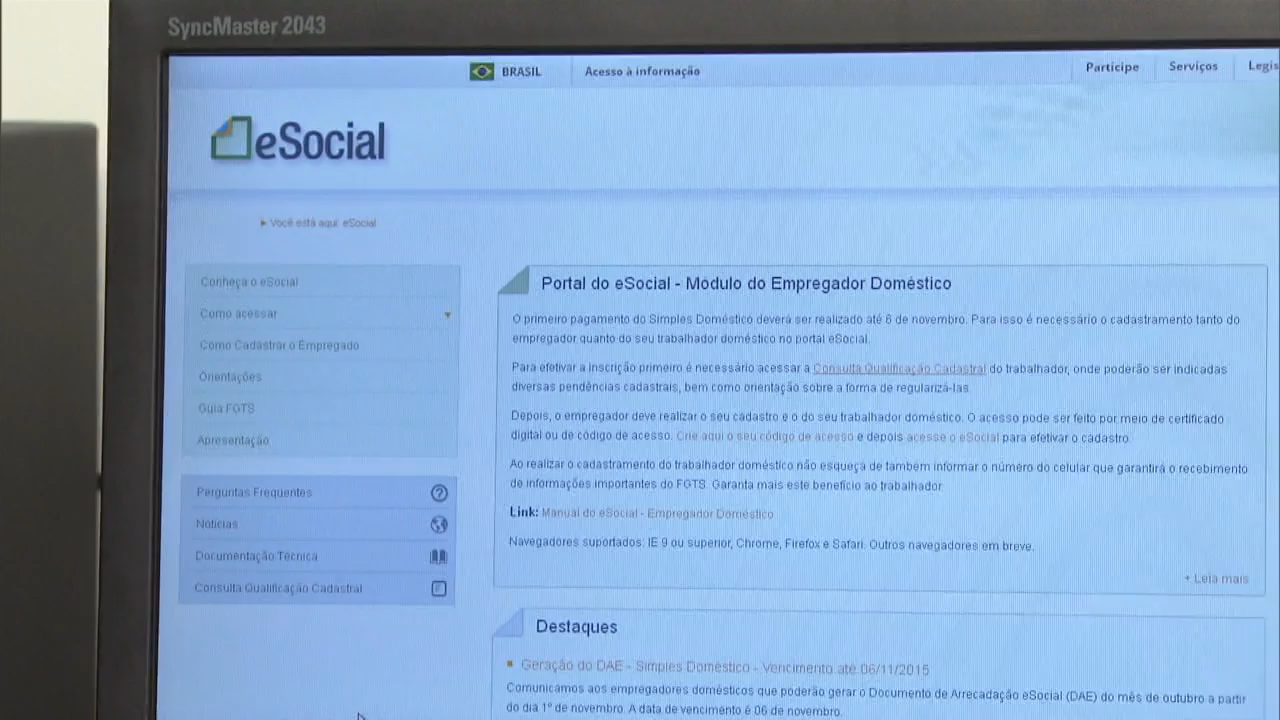 SyncMaster 2043
BRASIL
Acesso à informação
Participe
Serviços
Legis
eSocial
Você está aqui: eSocial
Conheça o eSocial
Como acessar
Como Cadastrar o Empregado
Orientações
Guia FGTS
Apresentação
Perguntas Frequentes
Notícias
Documentação Técnica
Consulta Qualificação Cadastral
Portal do eSocial - Módulo do Empregador Doméstico
O primeiro pagamento do Simples Doméstico deverá ser realizado até 6 de novembro. Para isso é necessário o cadastramento tanto do
empregador quanto do seu trabalhador doméstico no portal eSocial.
Para efetivar a inscrição primeiro é necessário acessar a Consulta Qualificação Cadastral do trabalhador, onde poderão ser indicadas
diversas pendências cadastrais, bem como orientação sobre a forma de regularizá-las.
Depois, o empregador deve realizar o seu cadastro e o do seu trabalhador doméstico. O acesso pode ser feito por meio de certificado
digital ou de código de acesso. Crie aqui o seu código de acesso e depois acesse o eSocial para efetivar o cadastro.
Ao realizar o cadastramento do trabalhador doméstico não esqueça de também informar o número do celular que garantirá o recebimento
de informações importantes do FGTS. Garanta mais este benefício ao trabalhador.
Link: Manual do eSocial - Empregador Doméstico
Navegadores suportados: IE 9 ou superior, Chrome, Firefox e Safari. Outros navegadores em breve.
+ Leia mais
Destaques
Geração do DAE - Simples Doméstico - Vencimento até 06/11/2015
Comunicamos aos empregadores domésticos que poderão gerar o Documento de Arrecadação eSocial (DAE) do mês de outubro a partir
do dia 1º de novembro. A data de vencimento é 06 de novembro.